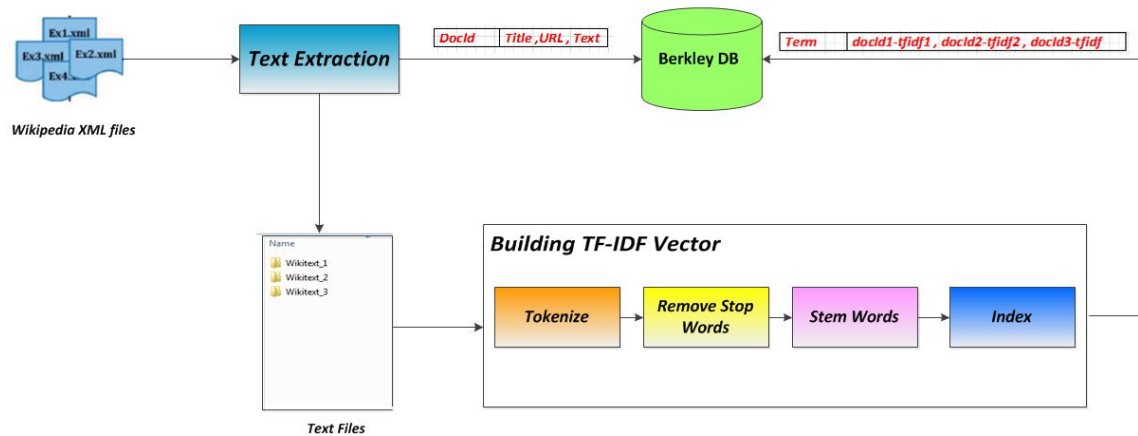 Ex1.xml
Ex3.xml
Ex2.xml
Ex4.x
Wikipedia XML files
Text Extraction
DocId Title ,URL , Text
Berkley DB
Term docId1-tfidf1 , docId2-tfidf2 , docId3-tfidf
Name
Wikitext_1
Wikitext_2
Wikitext_3
Text Files
Building TF-IDF Vector
Tokenize
Remove Stop
Words
Stem Words
Index